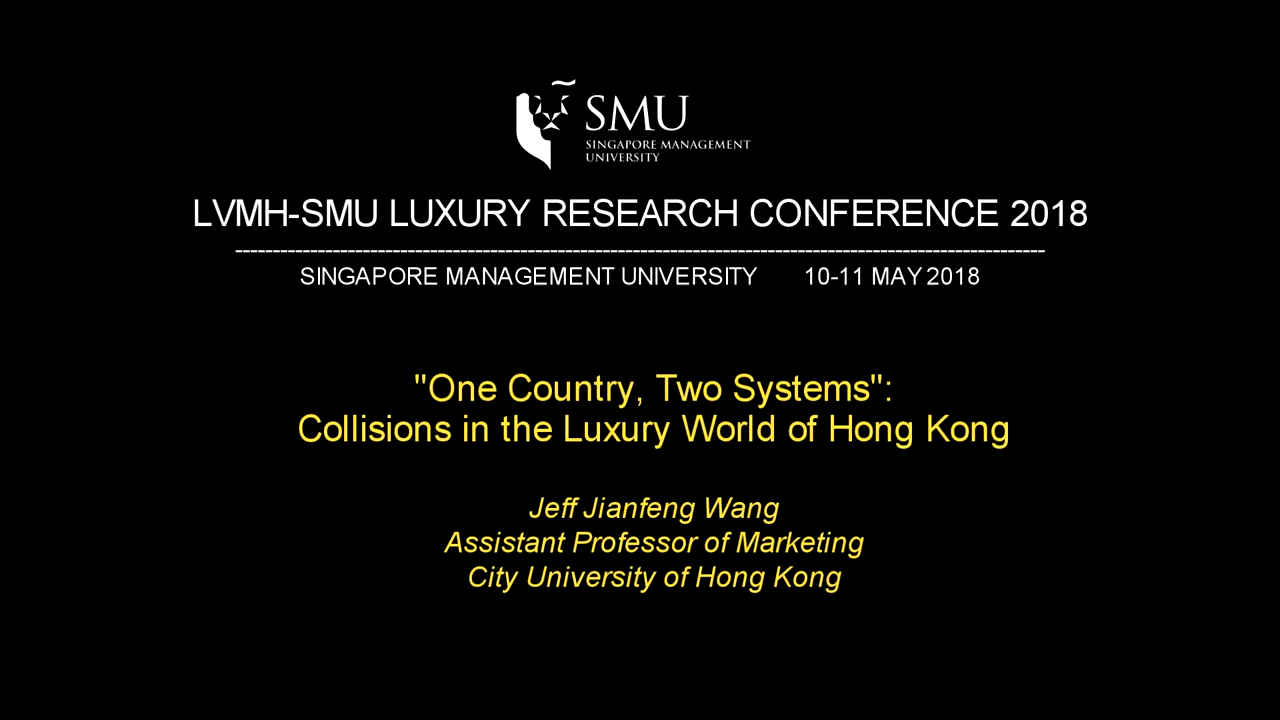 SMU
SINGAPORE MANAGEMENT
UNIVERSITY
LVMH-SMU LUXURY RESEARCH CONFERENCE 2018
SINGAPORE MANAGEMENT UNIVERSITY 10-11 MAY 2018
"One Country, Two Systems":
Collisions in the Luxury World of Hong Kong
Jeff Jianfeng Wang
Assistant Professor of Marketing
City University of Hong Kong